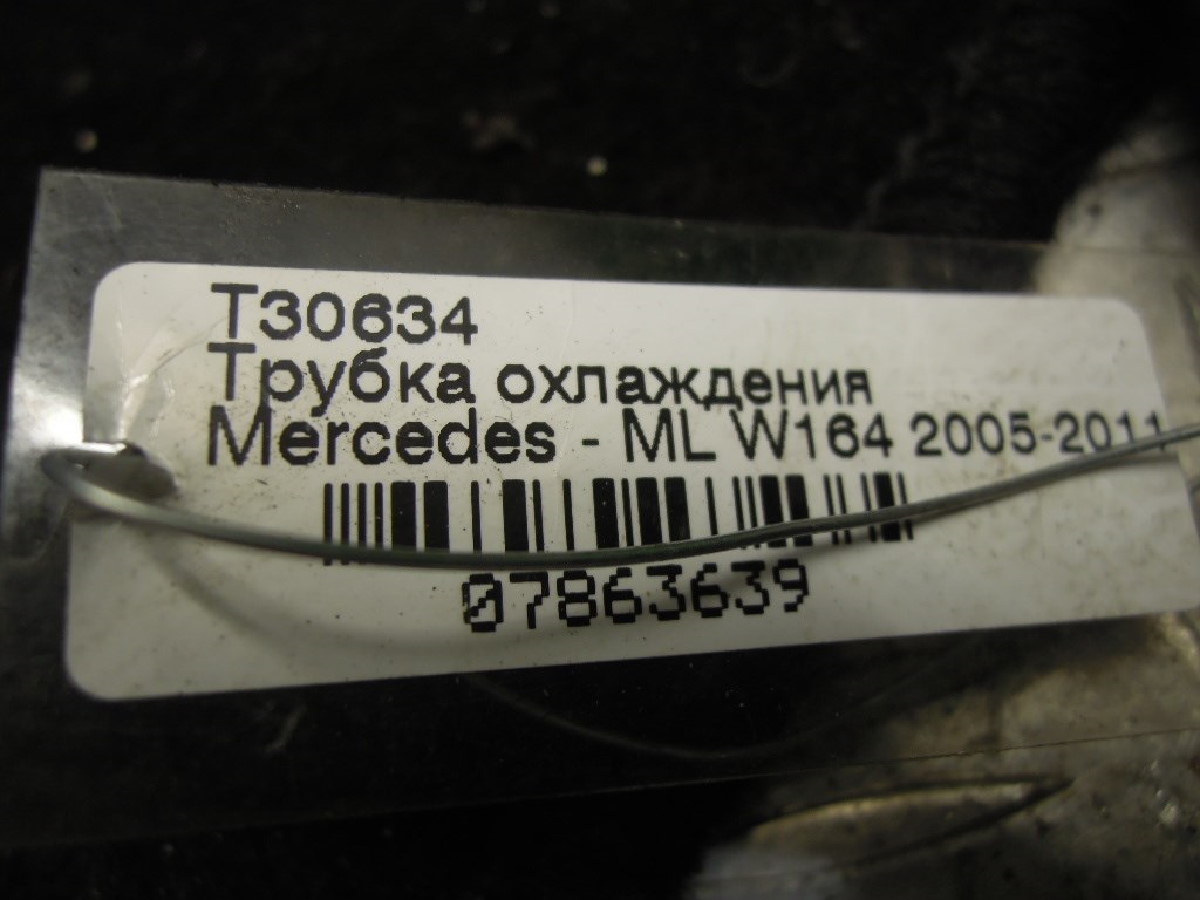 T30634
Трубка охлаждения
Mercedes - ML W164 2005-2011
07863639